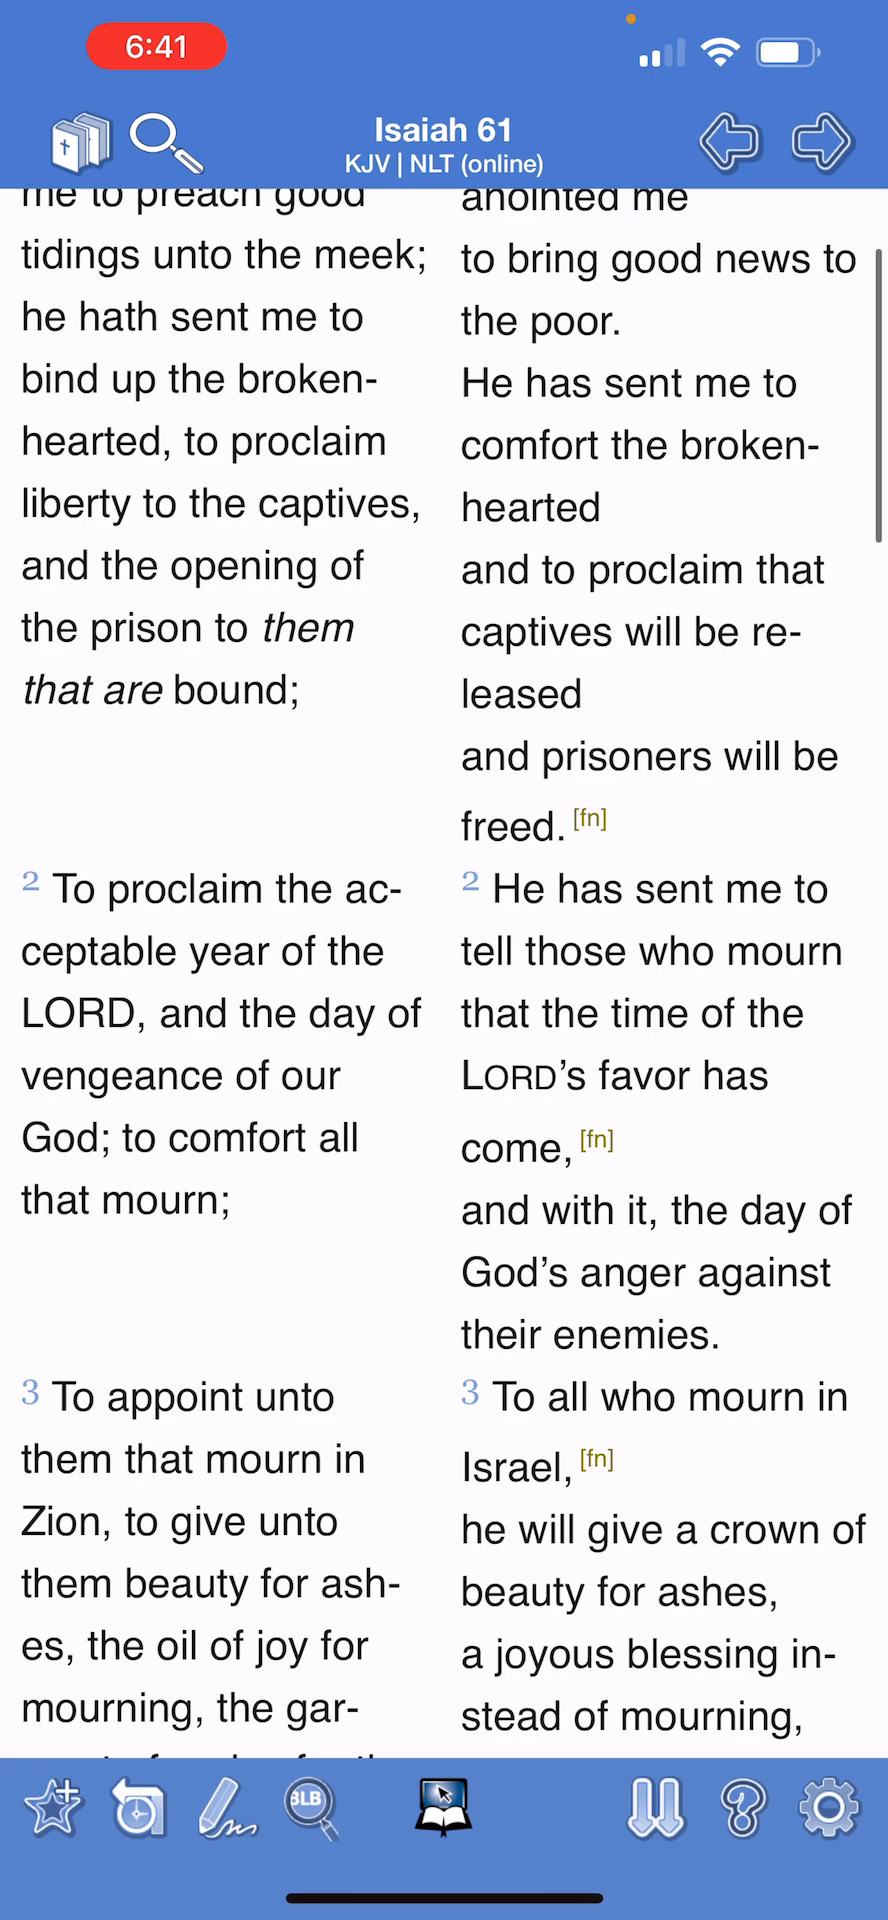 6:41
Isaiah 61
KJV | NLT (online)
me to preach good
tidings unto the meek;
he hath sent me to
bind up the broken-
hearted, to proclaim
liberty to the captives,
and the opening of
the prison to them
that are bound;
2 To proclaim the ac-
ceptable year of the
LORD, and the day of
vengeance of our
God; to comfort all
that mourn;
3 To appoint unto
them that mourn in
Zion, to give unto
them beauty for ash-
es, the oil of joy for
mourning, the gar-
anointed me
to bring good news to
the poor.
He has sent me to
comfort the broken-
hearted
and to proclaim that
captives will be re-
leased
and prisoners will be
freed. [fn]
2 He has sent me to
tell those who mourn
that the time of the
LORD’s favor has
come, [fn]
and with it, the day of
God’s anger against
their enemies.
3 To all who mourn in
Israel, [fn]
he will give a crown of
beauty for ashes,
a joyous blessing in-
stead of mourning,
BLB